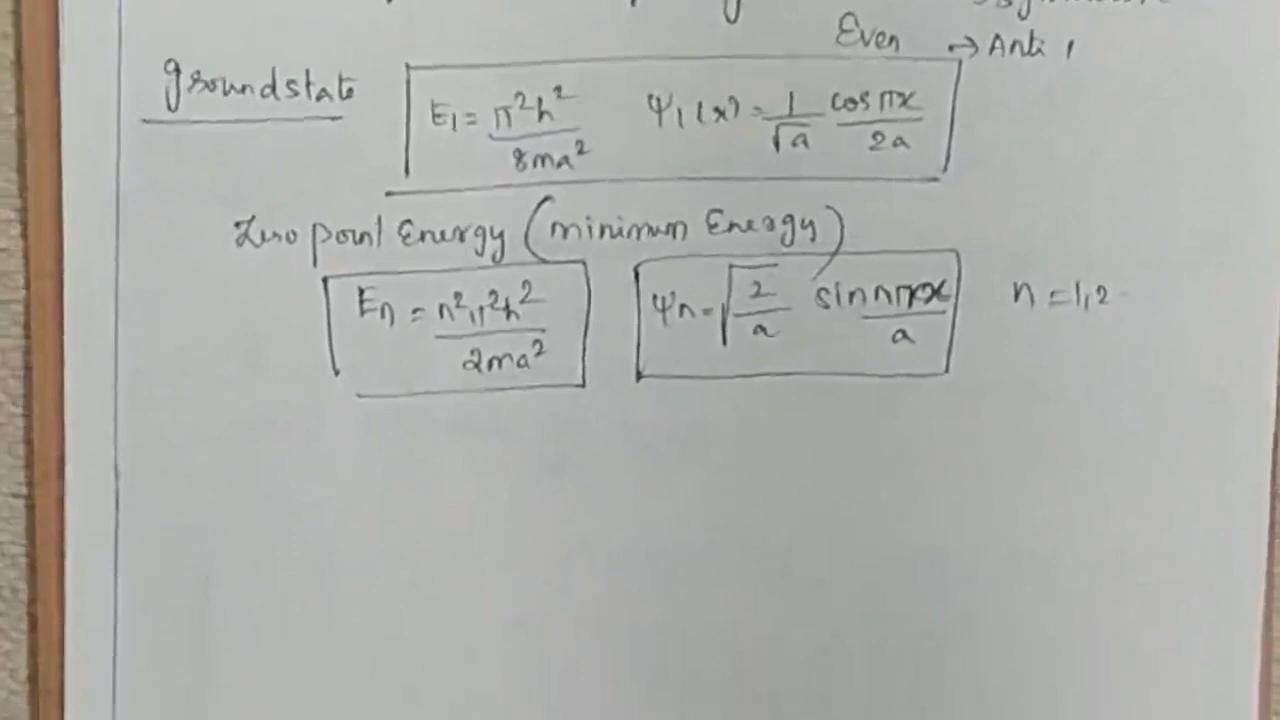 Even → Anti
groundstate E₁ = π²ħ² / 8ma² ψ₁(x) = 1/√a cos πx / 2a
Zero point Energy (minimum Energy)
Eₙ = n²π²ħ² / 2ma² ψₙ = √(2/a) sin nπx / a n = 1,2